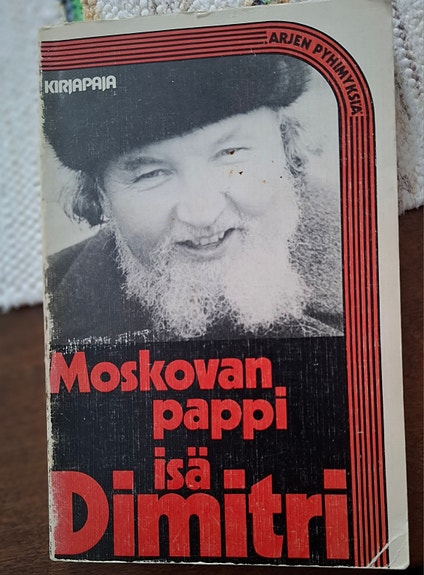 ARJEN PYHIMYKSIÄ
KIRJAPAJA
Moskovan
pappi
isä
Dimitri